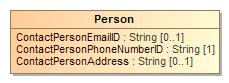 Person
ContactPersonEmailID : String [0..1]
ContactPersonPhoneNumberID : String [1]
ContactPersonAddress : String [0..1]